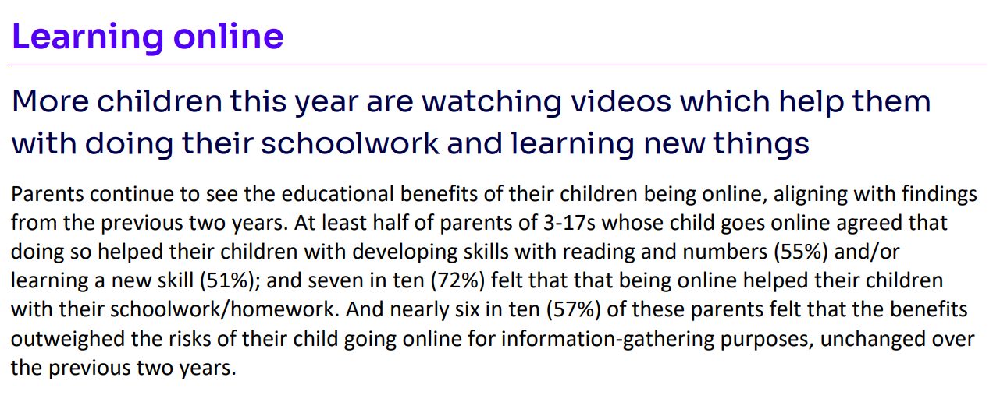 Learning online
More children this year are watching videos which help them
with doing their schoolwork and learning new things
Parents continue to see the educational benefits of their children being online, aligning with findings
from the previous two years. At least half of parents of 3-17s whose child goes online agreed that
doing so helped their children with developing skills with reading and numbers (55%) and/or
learning a new skill (51%); and seven in ten (72%) felt that that being online helped their children
with their schoolwork/homework. And nearly six in ten (57%) of these parents felt that the benefits
outweighed the risks of their child going online for information-gathering purposes, unchanged over
the previous two years.